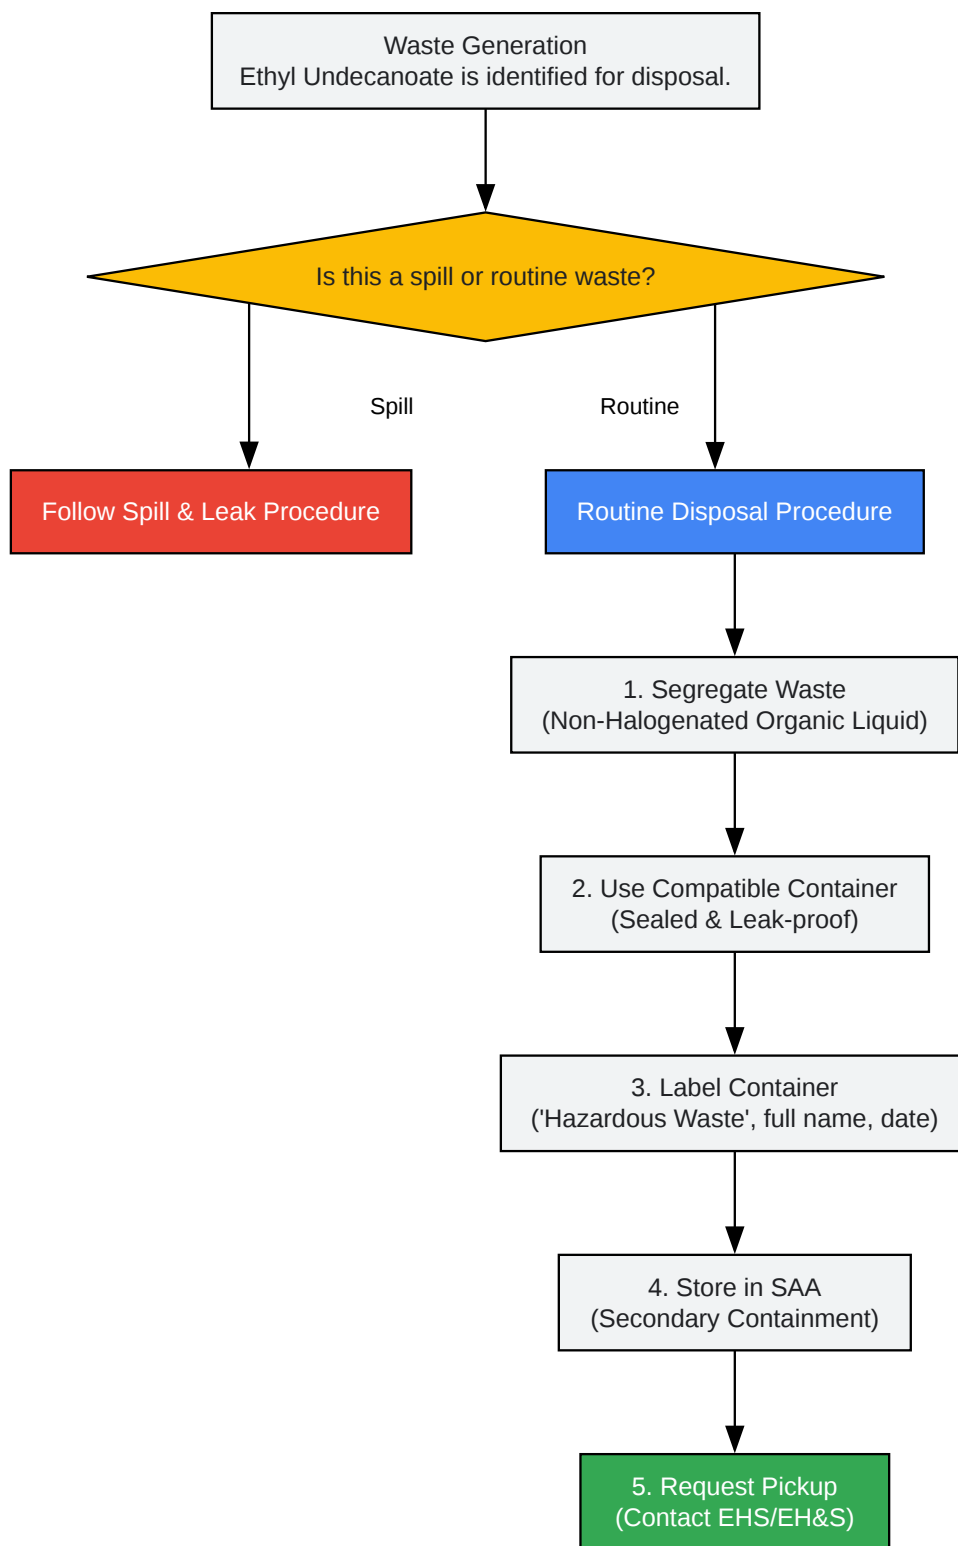 Waste Generation
Ethyl Undecanoate is identified for disposal.
Is this a spill or routine waste?
Spill
Routine
Follow Spill & Leak Procedure
Routine Disposal Procedure
1. Segregate Waste
(Non-Halogenated Organic Liquid)
2. Use Compatible Container
(Sealed & Leak-proof)
3. Label Container
('Hazardous Waste', full name, date)
4. Store in SAA
(Secondary Containment)
5. Request Pickup
(Contact EHS/EH&S)